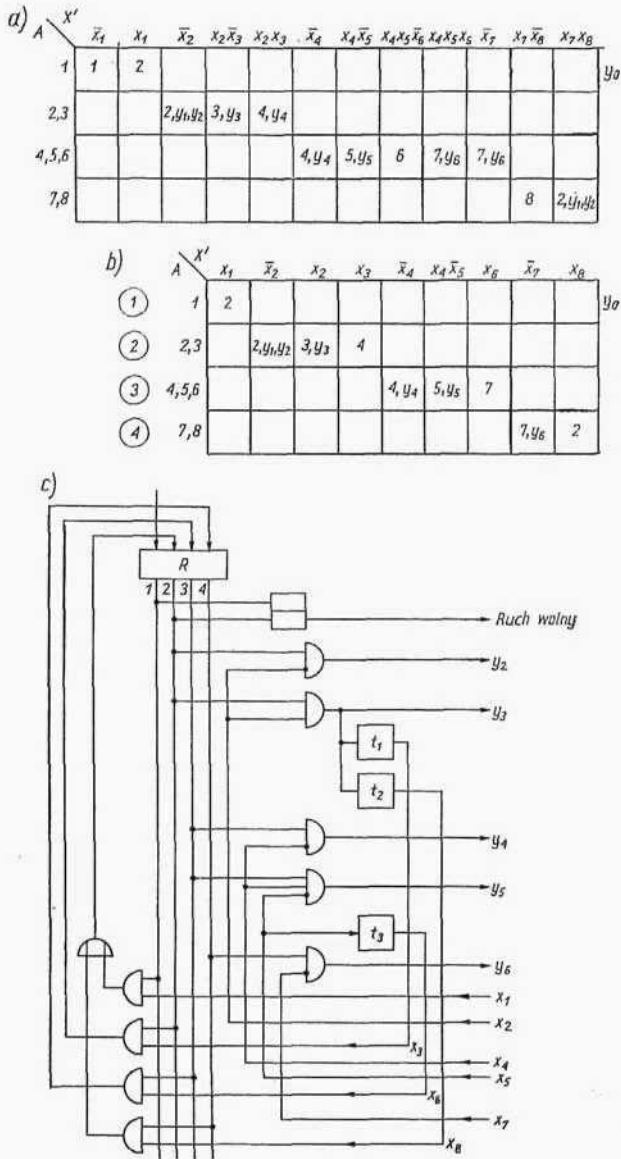 a)
A X' x̄₁ x₁ x̄₂ x₂x̄₃ x₂x₃ x̄₄ x₄x̄₅ x₄x₅x̄₆ x₄x₅x₆ x̄₇ x₇x̄₈ x₇x₈
1 1 2 y₀
2,3 2,y₁,y₂ 3,y₃ 4,y₄
4,5,6 4,y₄ 5,y₅ 6 7,y₆ 7,y₆
7,8 8 2,y₁,y₂
b)
A X' x₁ x̄₂ x₂ x₃ x̄₄ x₄x̄₅ x₆ x̄₇ x₈
1 1 2 y₀
2 2,3 2,y₁,y₂ 3,y₃ 4
3 4,5,6 4,y₄ 5,y₅ 7
4 7,8 7,y₆ 2
c)
R
1 2 3 4
Ruch wolny
y₂
y₃
t₁
t₂
y₄
y₅
t₃
y₆
x₁
x₂
x₃
x₄
x₅
x₆
x₇
x₈